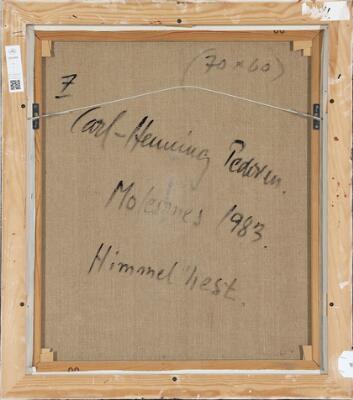 (70 × 60)
7
Carl-Henning Pedersen.
Molesmes 1983.
Himmel hest.